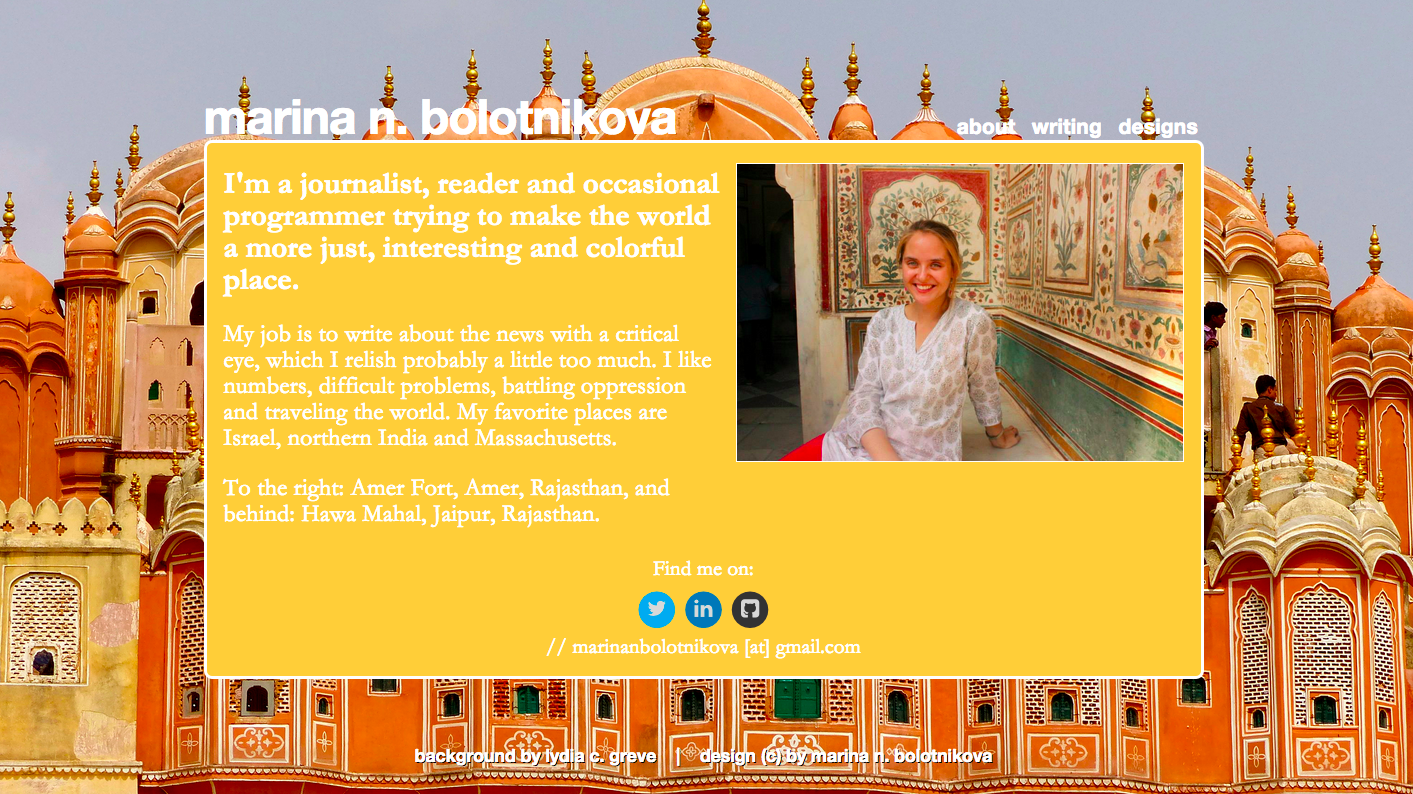 marina n. bolotnikova
about writing designs
I'm a journalist, reader and occasional
programmer trying to make the world
a more just, interesting and colorful
place.
My job is to write about the news with a critical
eye, which I relish probably a little too much. I like
numbers, difficult problems, battling oppression
and traveling the world. My favorite places are
Israel, northern India and Massachusetts.
To the right: Amer Fort, Amer, Rajasthan, and
behind: Hawa Mahal, Jaipur, Rajasthan.
Find me on:
in
// marinanbolotnikova [at] gmail.com
background by lydia c. greve | design (c) by marina n. bolotnikova